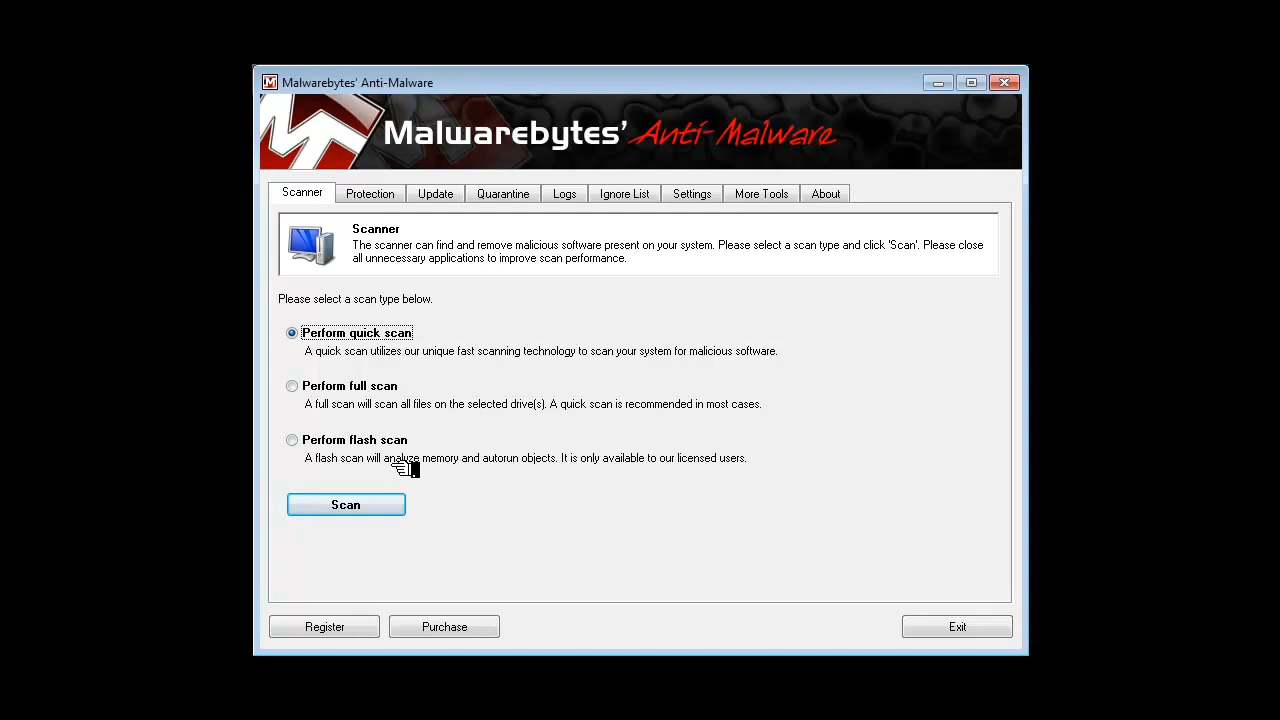 Malwarebytes' Anti-Malware
Malwarebytes' Anti-Malware
Scanner Protection Update Quarantine Logs Ignore List Settings More Tools About
Scanner
The scanner can find and remove malicious software present on your system. Please select a scan type and click 'Scan'. Please close
all unnecessary applications to improve scan performance.
Please select a scan type below.
Perform quick scan
A quick scan utilizes our unique fast scanning technology to scan your system for malicious software.
Perform full scan
A full scan will scan all files on the selected drive(s). A quick scan is recommended in most cases.
Perform flash scan
A flash scan will analyze memory and autorun objects. It is only available to our licensed users.
Scan
Register Purchase Exit